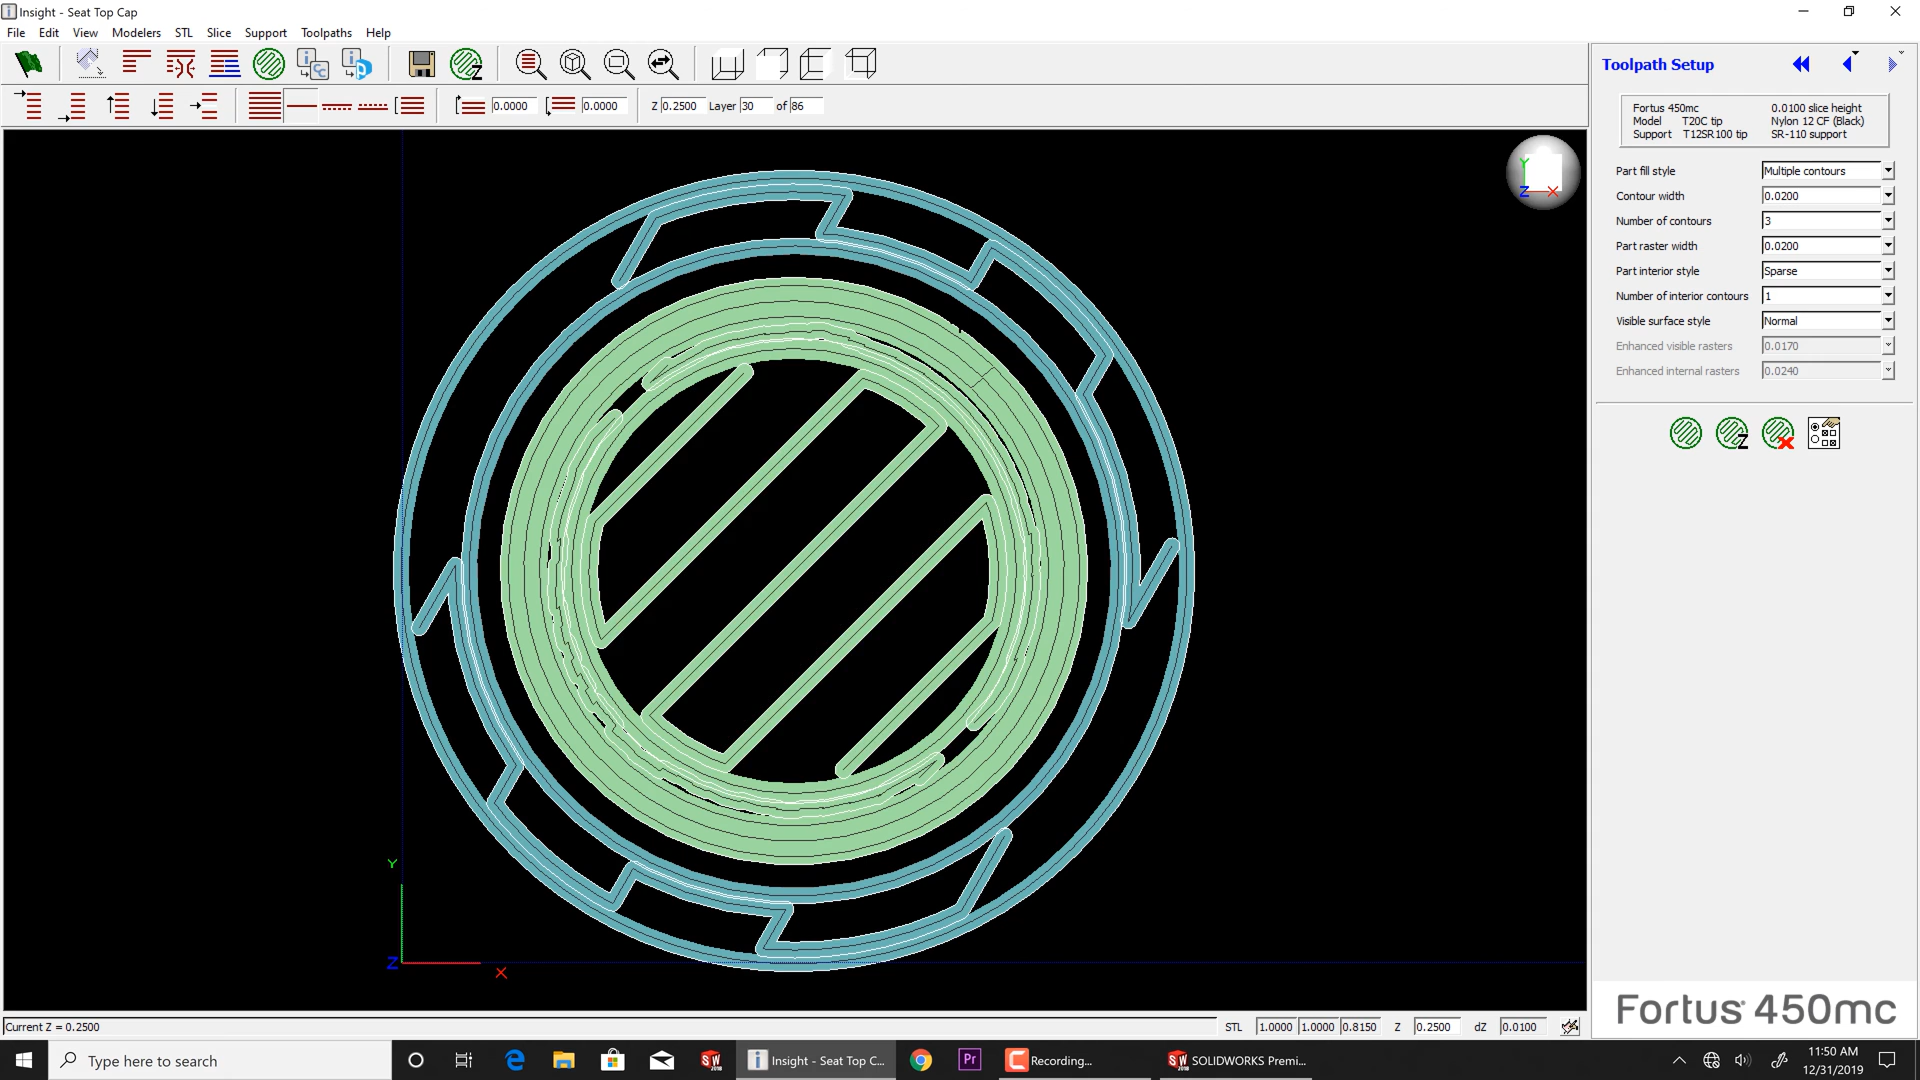 Insight - Seat Top Cap
File Edit View Modelers STL Slice Support Toolpaths Help
0.0000 0.0000 Z 0.2500 Layer 30 of 86
Toolpath Setup
Fortus 450mc 0.0100 slice height
Model T20C tip Nylon 12 CF (Black)
Support T12SR100 tip SR-110 support
Part fill style Multiple contours
Contour width 0.0200
Number of contours 3
Part raster width 0.0200
Part interior style Sparse
Number of interior contours 1
Visible surface style Normal
Enhanced visible rasters 0.0170
Enhanced internal rasters 0.0240
Z
Y
Z X
Y
Z X
Fortus 450mc
Current Z = 0.2500 STL 1.0000 1.0000 0.8150 Z 0.2500 dZ 0.0100
Type here to search Insight - Seat Top C... Pr Recording... SOLIDWORKS Premi... 11:50 AM
12/31/2019